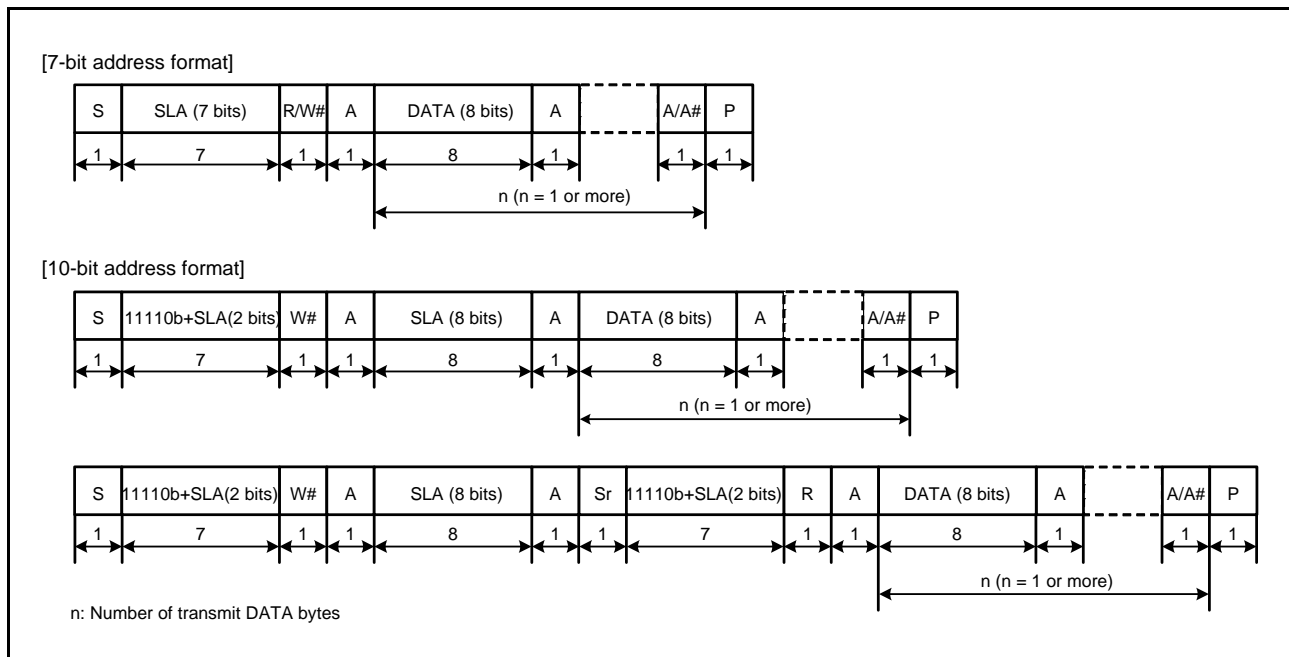 [7-bit address format]
S SLA (7 bits) R/W# A DATA (8 bits) A A/A# P
1 7 1 1 8 1 1 1
n (n = 1 or more)
[10-bit address format]
S 11110b+SLA(2 bits) W# A SLA (8 bits) A DATA (8 bits) A A/A# P
1 7 1 1 8 1 8 1 1 1
n (n = 1 or more)
S 11110b+SLA(2 bits) W# A SLA (8 bits) A Sr 11110b+SLA(2 bits) R A DATA (8 bits) A A/A# P
1 7 1 1 8 1 1 7 1 1 8 1 1 1
n (n = 1 or more)
n: Number of transmit DATA bytes